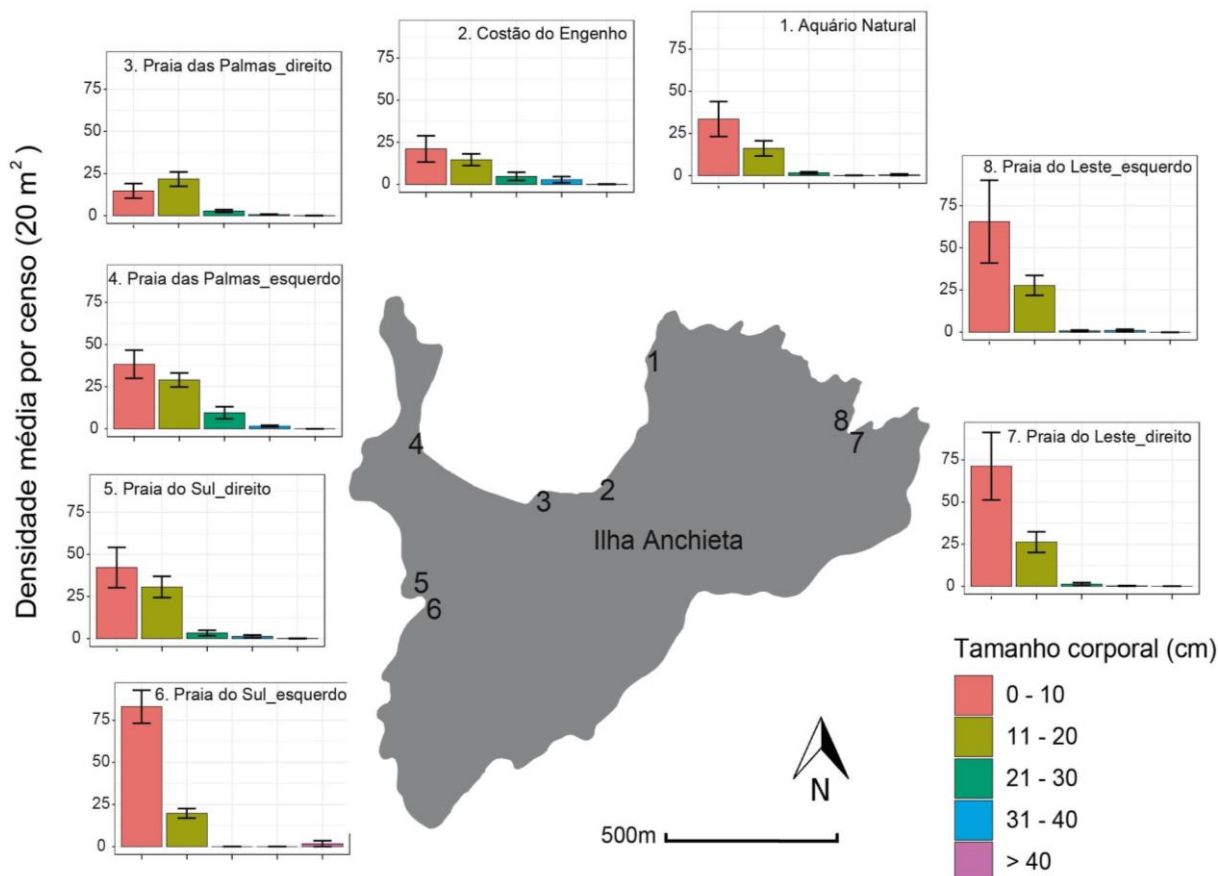 Densidade média por censo (20 m²)
3. Praia das Palmas_direito
75
50
25
0
2. Costão do Engenho
75
50
25
0
1. Aquário Natural
75
50
25
0
8. Praia do Leste_esquerdo
75
50
25
0
4. Praia das Palmas_esquerdo
75
50
25
0
5. Praia do Sul_direito
75
50
25
0
6. Praia do Sul_esquerdo
75
50
25
0
7. Praia do Leste_direito
75
50
25
0
1
8
7
4
3
2
Ilha Anchieta
5
6
N
500m
Tamanho corporal (cm)
0 - 10
11 - 20
21 - 30
31 - 40
> 40